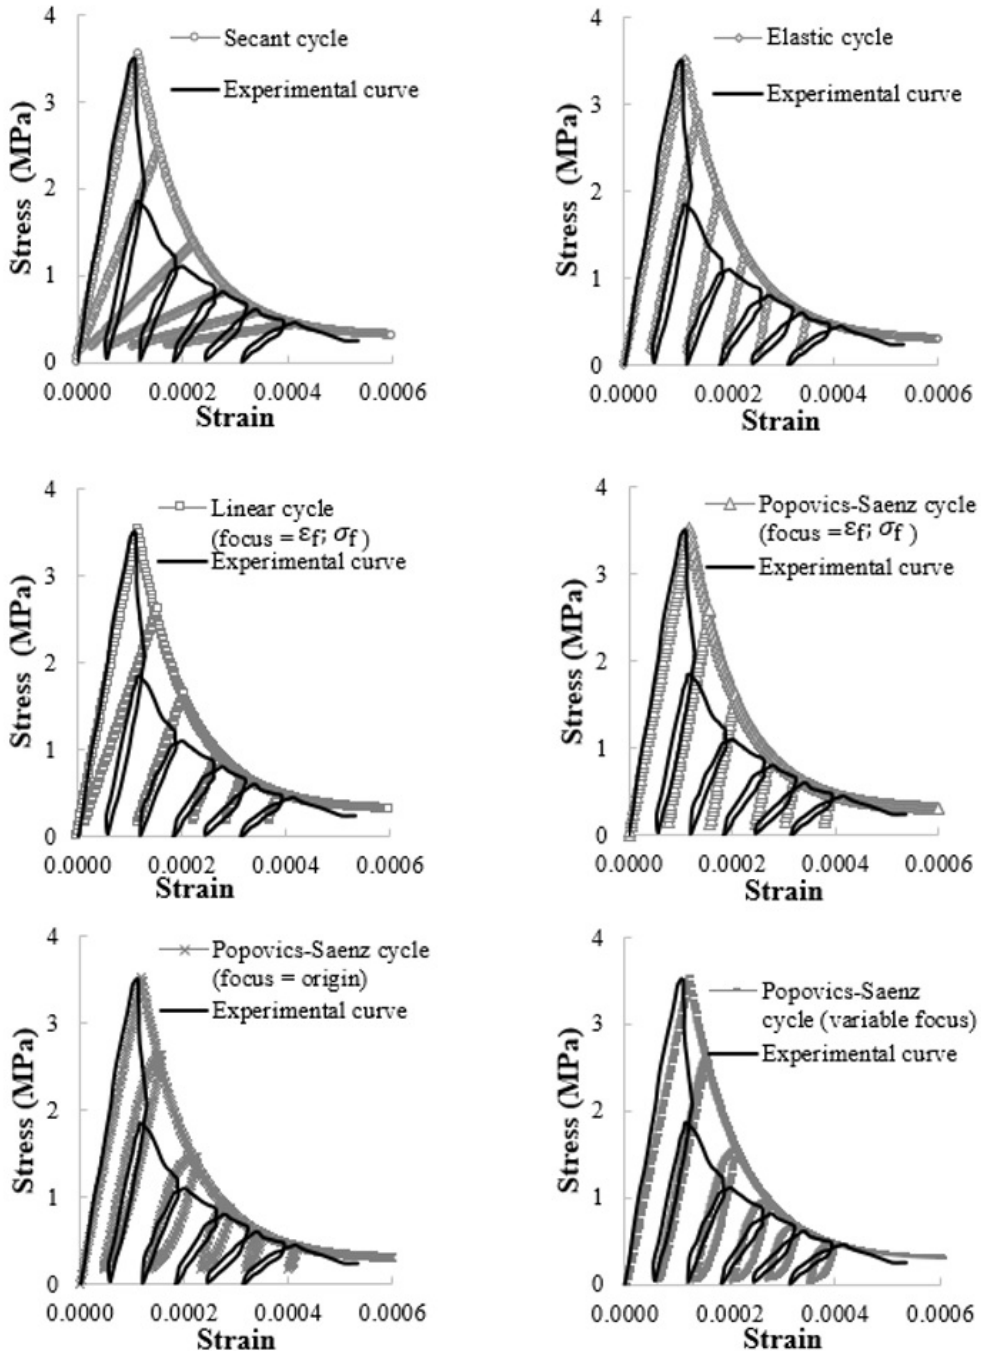 4
Secant cycle
Experimental curve
3
2
1
0
Stress (MPa)
0.0000 0.0002 0.0004 0.0006
Strain
4
Elastic cycle
Experimental curve
3
2
1
0
Stress (MPa)
0.0000 0.0002 0.0004 0.0006
Strain
4
Linear cycle
(focus = εf; σf )
Experimental curve
3
2
1
0
Stress (MPa)
0.0000 0.0002 0.0004 0.0006
Strain
4
Popovics-Saenz cycle
(focus = εf; σf )
Experimental curve
3
2
1
0
Stress (MPa)
0.0000 0.0002 0.0004 0.0006
Strain
4
Popovics-Saenz cycle
(focus = origin)
Experimental curve
3
2
1
0
Stress (MPa)
0.0000 0.0002 0.0004 0.0006
Strain
4
Popovics-Saenz
cycle (variable focus)
Experimental curve
3
2
1
0
Stress (MPa)
0.0000 0.0002 0.0004 0.0006
Strain